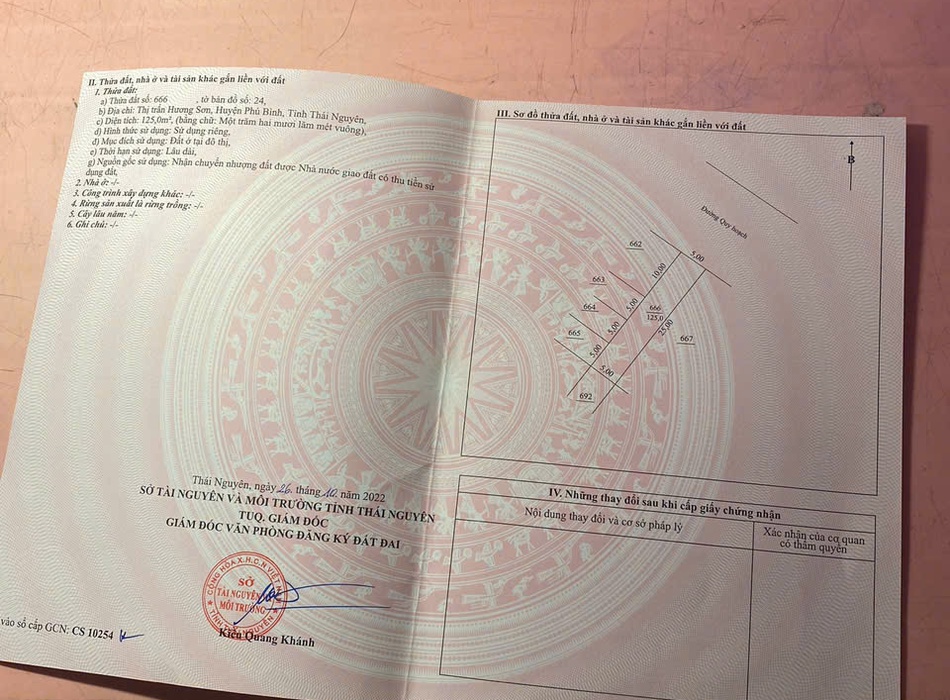 II. Thửa đất, nhà ở và tài sản khác gắn liền với đất
1. Thửa đất:
a) Thửa đất số: 666 , tờ bản đồ số: 24,
b) Địa chỉ: Thị trấn Hương Sơn, Huyện Phú Bình, Tỉnh Thái Nguyên,
c) Diện tích: 125,0m², (bằng chữ: Một trăm hai mươi lăm mét vuông),
d) Hình thức sử dụng: Sử dụng riêng,
đ) Mục đích sử dụng: Đất ở tại đô thị,
e) Thời hạn sử dụng: Lâu dài,
g) Nguồn gốc sử dụng: Nhận chuyển nhượng đất được Nhà nước giao đất có thu tiền sử
dụng đất,
2. Nhà ở: -/-
3. Công trình xây dựng khác: -/-
4. Rừng sản xuất là rừng trồng: -/-
5. Cây lâu năm: -/-
6. Ghi chú: -/-
Thái Nguyên, ngày 26 tháng 10 năm 2022
SỞ TÀI NGUYÊN VÀ MÔI TRƯỜNG TỈNH THÁI NGUYÊN
TUQ. GIÁM ĐỐC
GIÁM ĐỐC VĂN PHÒNG ĐĂNG KÝ ĐẤT ĐAI
CỘNG HÒA X.H.C.N VIỆT NAM
SỞ
TÀI NGUYÊN
MÔI TRƯỜNG
TỈNH THÁI NGUYÊN
Kiều Quang Khánh
vào sổ cấp GCN: CS 10254
III. Sơ đồ thửa đất, nhà ở và tài sản khác gắn liền với đất
B
Đường Quy hoạch
662
5,00
10,00
663
664
5,00
666
125,0
665
5,00
25,00
667
5,00
5,00
692
IV. Những thay đổi sau khi cấp giấy chứng nhận
Nội dung thay đổi và cơ sở pháp lý
Xác nhận của cơ quan
có thẩm quyền